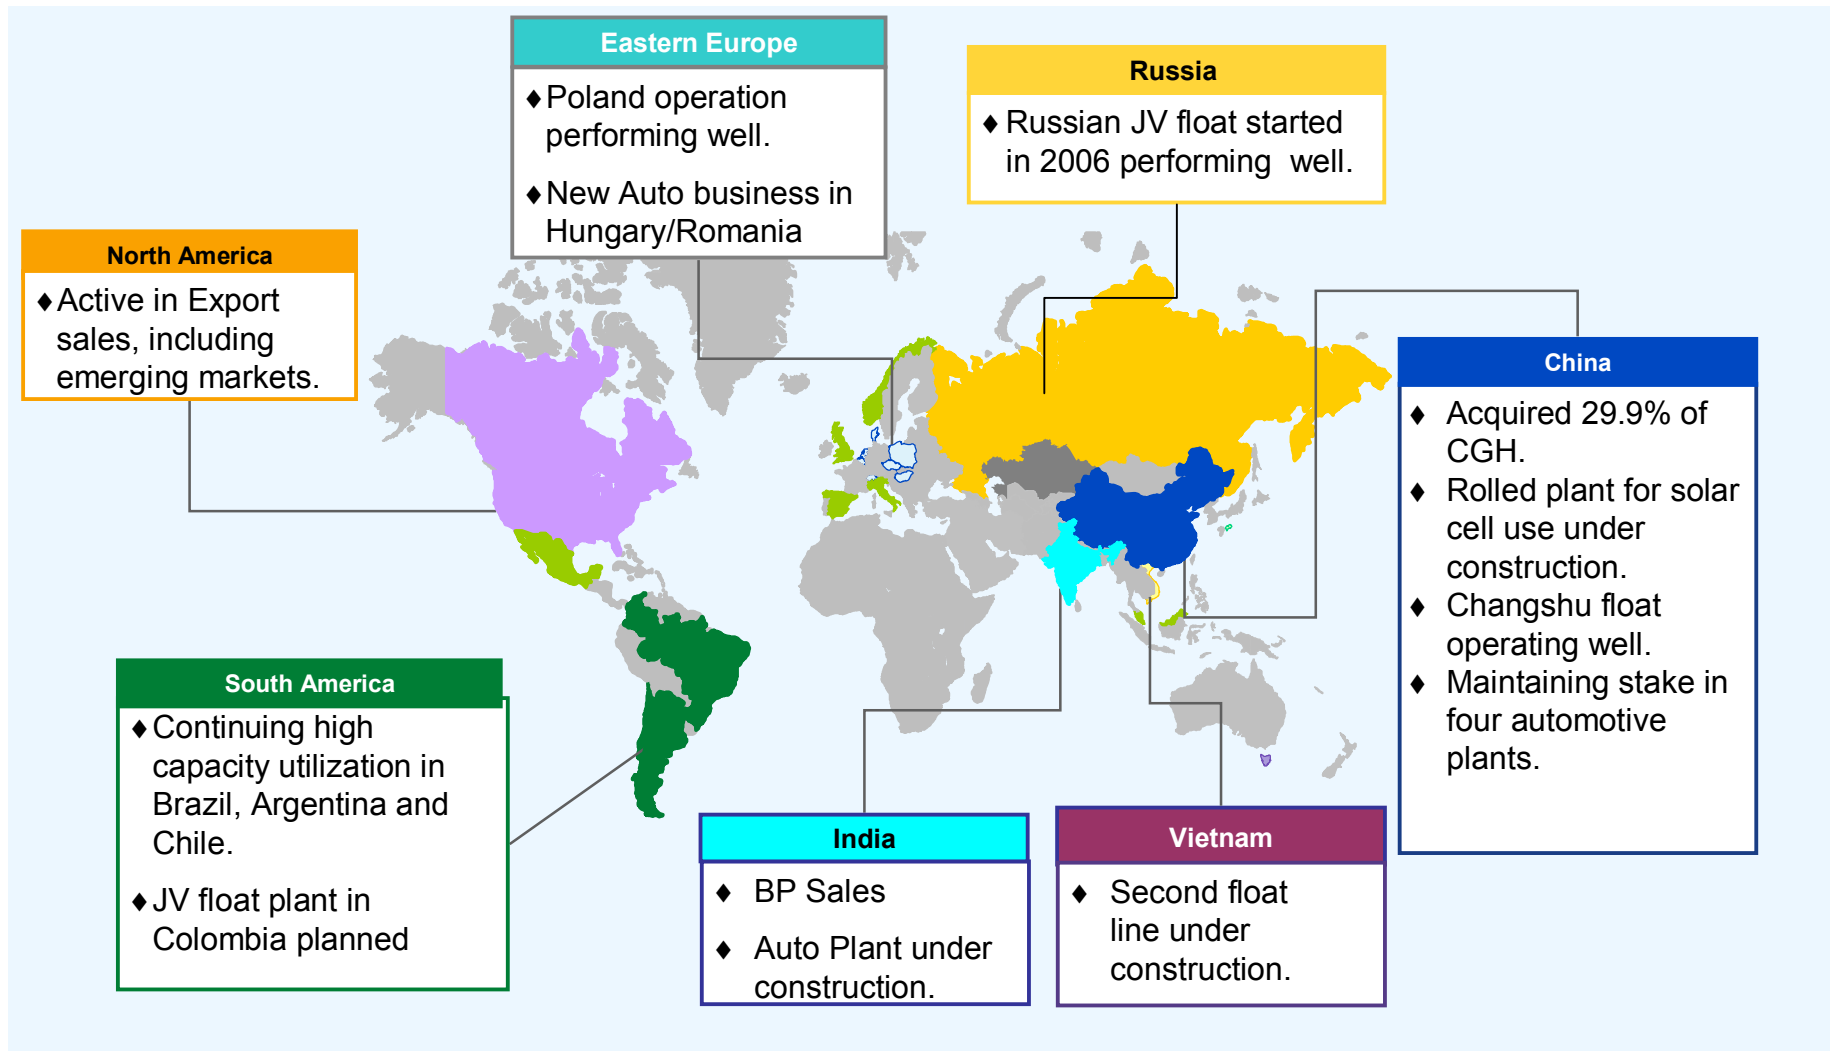 Eastern Europe
♦Poland operation
performing well.
♦New Auto business in
Hungary/Romania
Russia
♦ Russian JV float started
in 2006 performing  well.
North America
♦Active in Export
sales, including
emerging markets.
China
♦ Acquired 29.9% of
CGH.
♦ Rolled plant for solar
cell use under
construction.
♦ Changshu float
operating well.
♦ Maintaining stake in
four automotive
plants.
South America
♦Continuing high
capacity utilization in
Brazil, Argentina and
Chile.
♦JV float plant in
Colombia planned
India
♦ BP Sales
♦ Auto Plant under
construction.
Vietnam
♦ Second float
line under
construction.